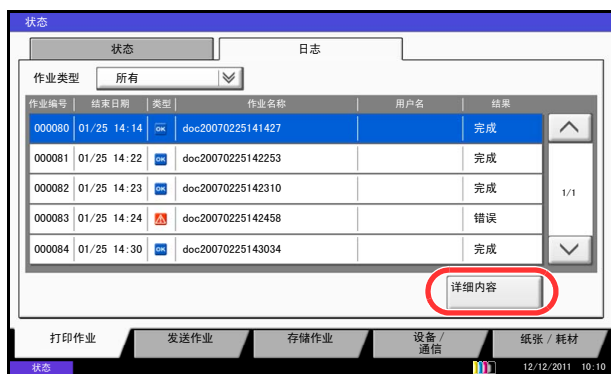 状态
状态 日志
作业类型 所有
作业编号 结束日期 类型 作业名称 用户名 结果
000080 01/25 14:14 OK doc20070225141427 完成
000081 01/25 14:22 OK doc20070225142253 完成
000082 01/25 14:23 OK doc20070225142310 完成
1/1
000083 01/25 14:24 doc20070225142458 错误
000084 01/25 14:30 OK doc20070225143034 完成
详细内容
打印作业 发送作业 存储作业 设备 / 通信 纸张 / 耗材
状态 12/12/2011 10:10